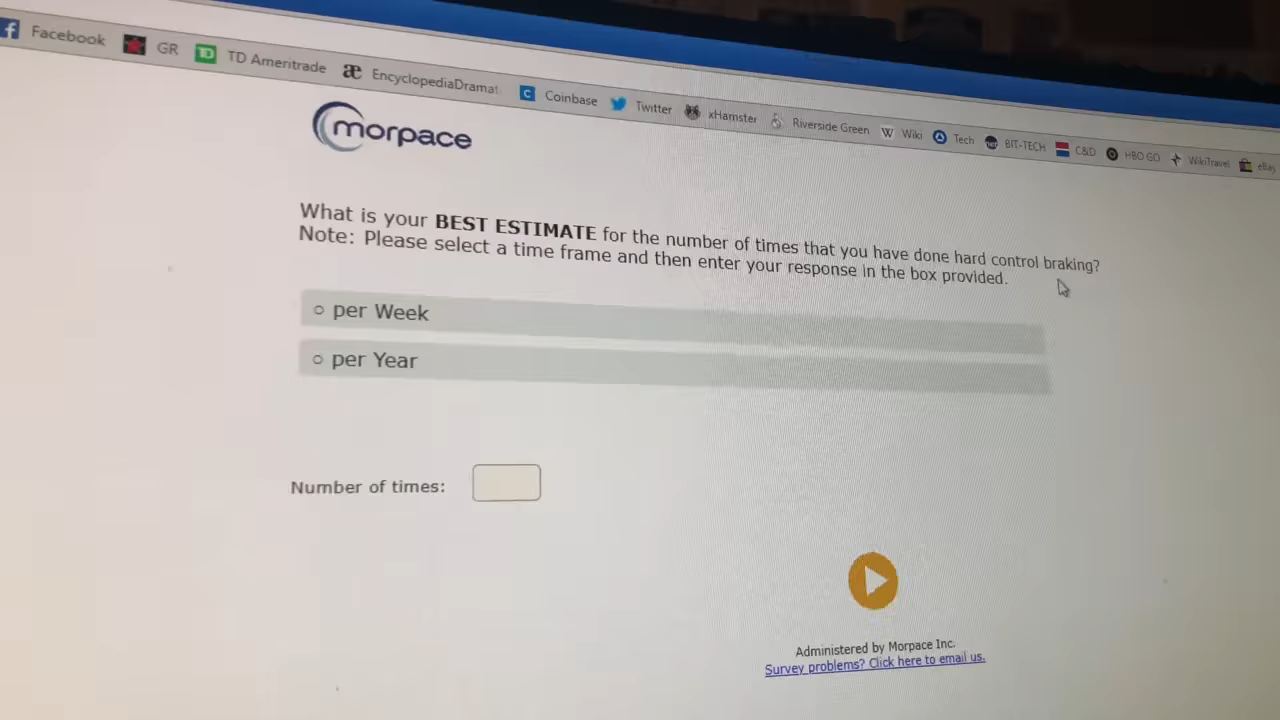 Facebook GR TD TD Ameritrade æ EncyclopediaDramat C Coinbase Twitter xHamster Riverside Green W Wiki Tech BIT-TECH C&D HBO GO WikiTravel eBay
morpace
What is your BEST ESTIMATE for the number of times that you have done hard control braking?
Note: Please select a time frame and then enter your response in the box provided.
per Week
per Year
Number of times:
Administered by Morpace Inc.
Survey problems? Click here to email us.